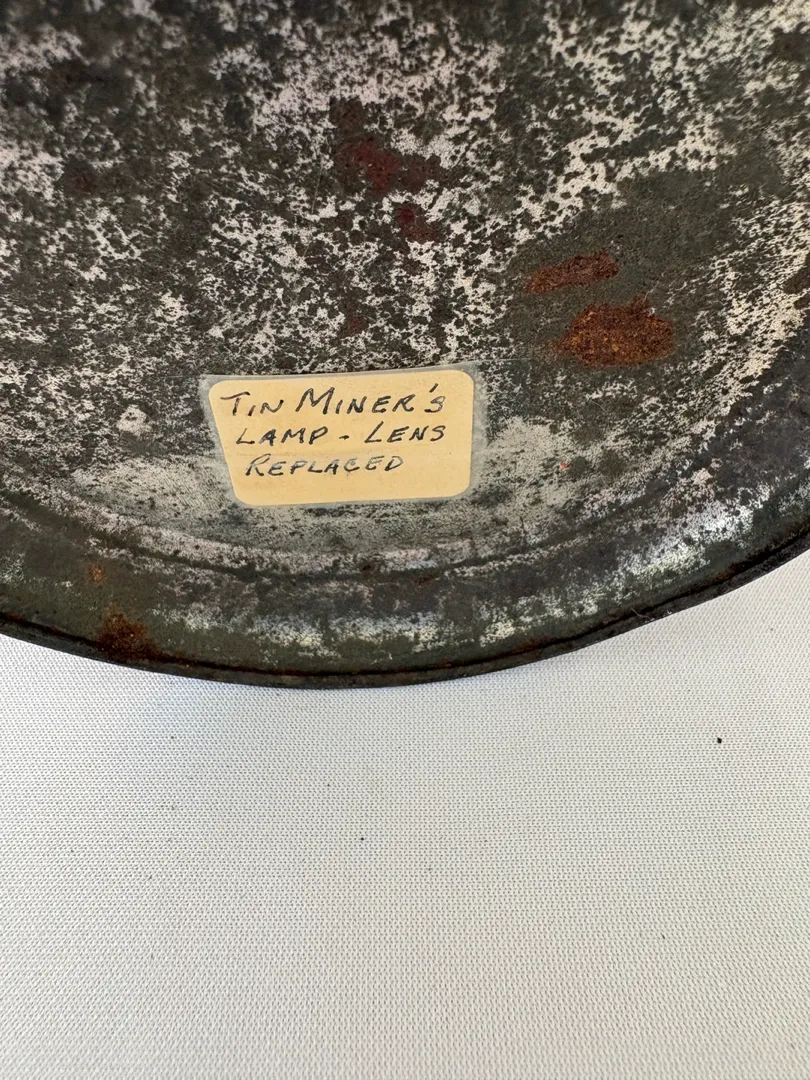 TIN MINER'S
LAMP - LENS
REPLACED